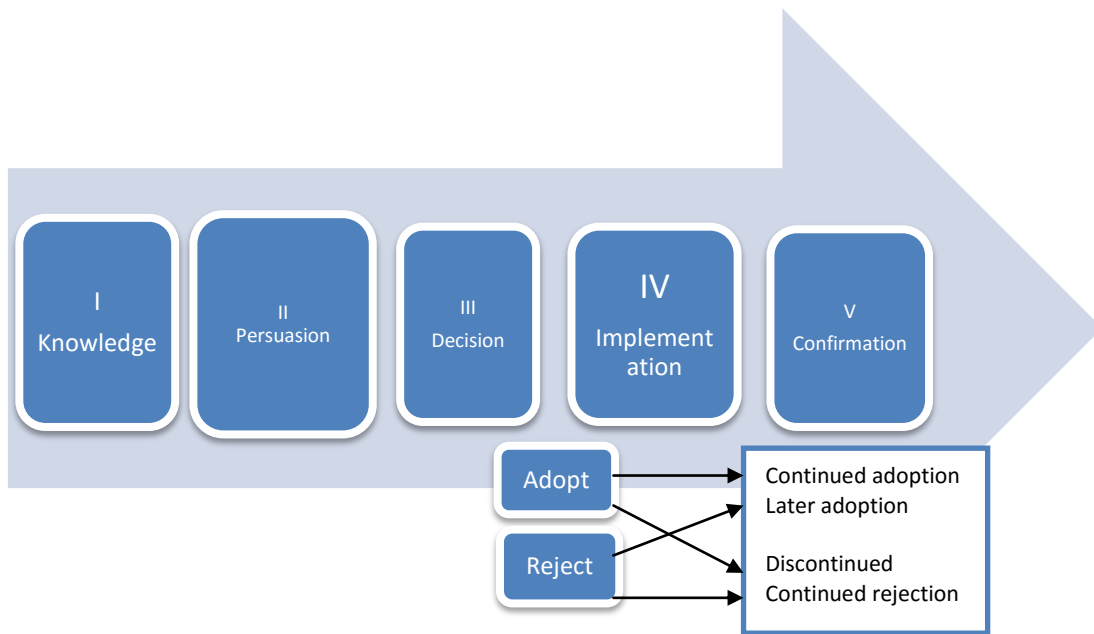 I
Knowledge
II
Persuasion
III
Decision
IV
Implement
ation
V
Confirmation
Adopt
Reject
Continued adoption
Later adoption
Discontinued
Continued rejection